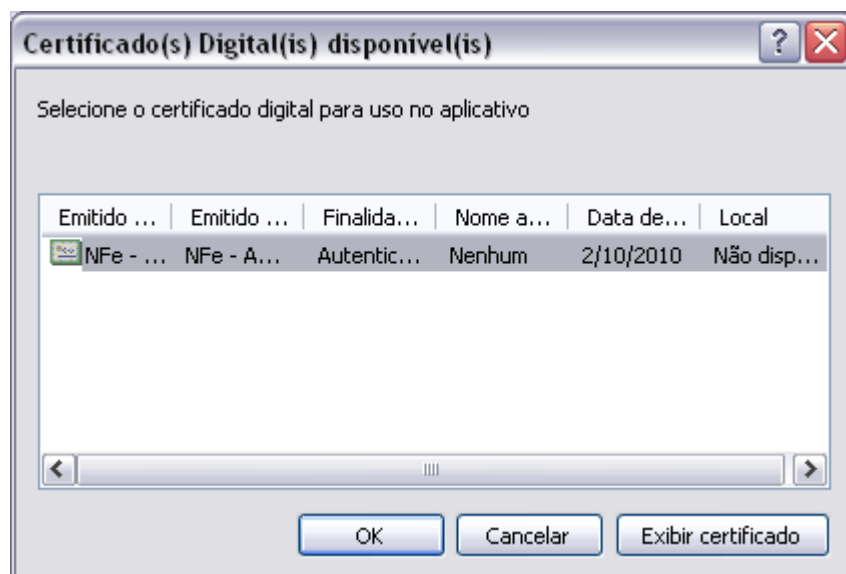 Certificado(s) Digital(is) disponível(is)
Selecione o certificado digital para uso no aplicativo
Emitido ... Emitido ... Finalida... Nome a... Data de... Local
NFe - ... NFe - A... Autentic... Nenhum 2/10/2010 Não disp...
OK Cancelar Exibir certificado